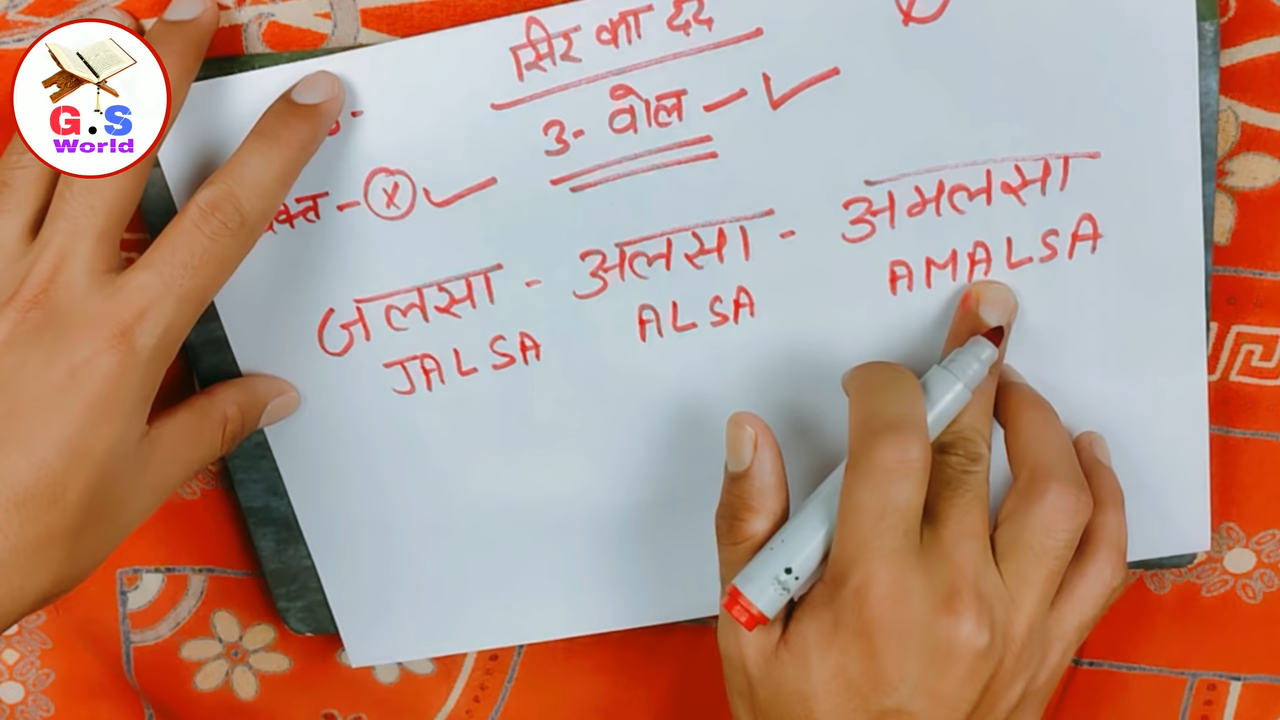 G.S
World
सिर का दर्द
3- वोल - ✓
क्त - (x) ✓
जलसा - अलसा - अमलसा
JALSA ALSA AMALSA